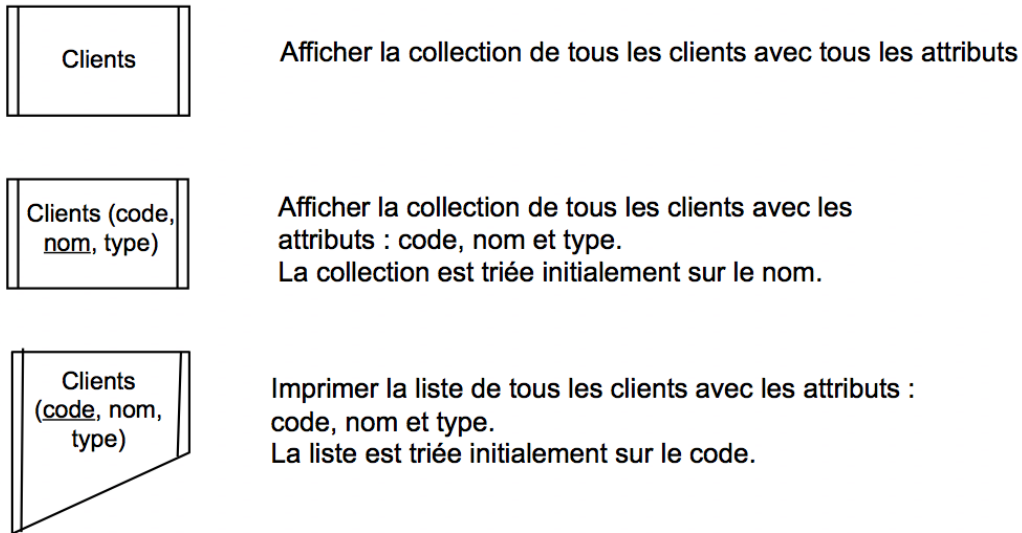 Clients
Afficher la collection de tous les clients avec tous les attributs
Clients (code,
nom, type)
Afficher la collection de tous les clients avec les
attributs : code, nom et type.
La collection est triée initialement sur le nom.
Clients
(code, nom,
type)
Imprimer la liste de tous les clients avec les attributs :
code, nom et type.
La liste est triée initialement sur le code.